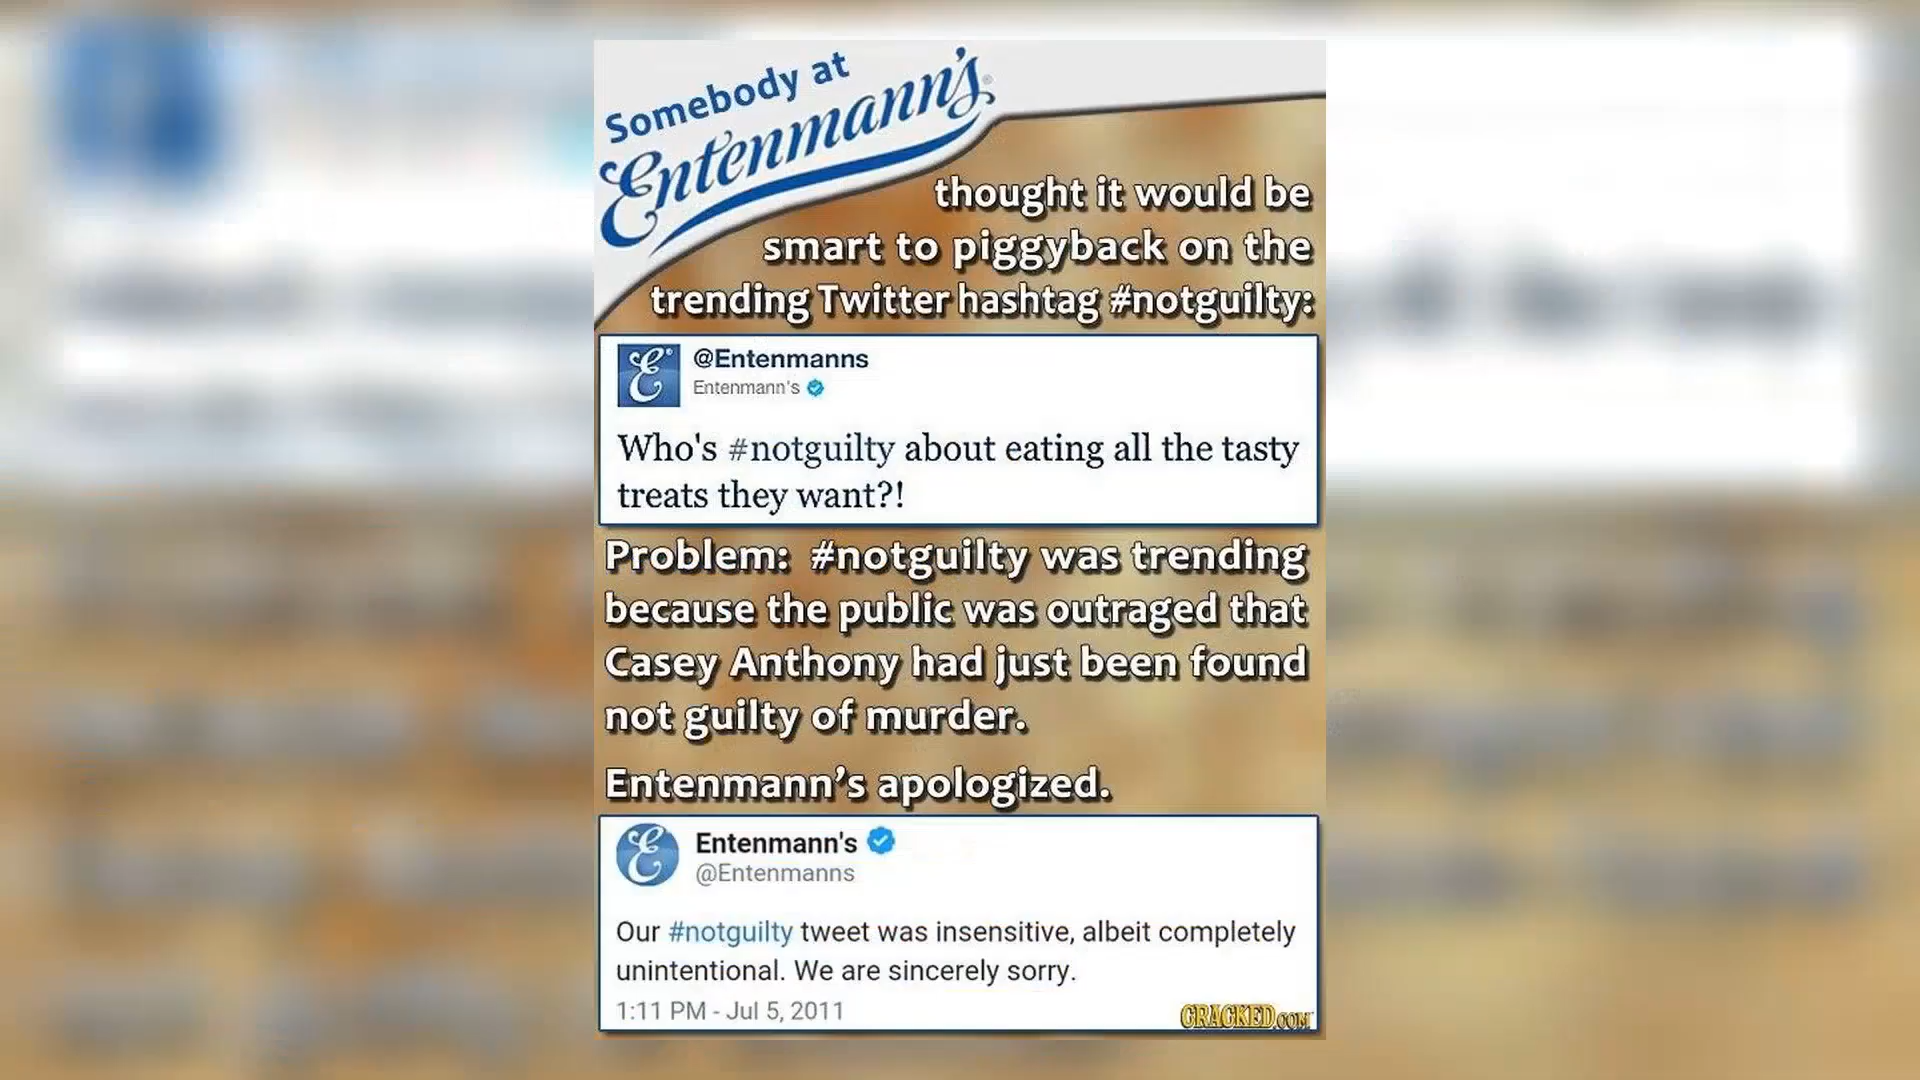 Somebody at
Entenmann's®
thought it would be
smart to piggyback on the
trending Twitter hashtag #notguilty:
@Entenmanns
Entenmann's
Who's #notguilty about eating all the tasty
treats they want?!
Problem: #notguilty was trending
because the public was outraged that
Casey Anthony had just been found
not guilty of murder.
Entenmann's apologized.
Entenmann's
@Entenmanns
Our #notguilty tweet was insensitive, albeit completely
unintentional. We are sincerely sorry.
1:11 PM - Jul 5, 2011
CRACKED.COM